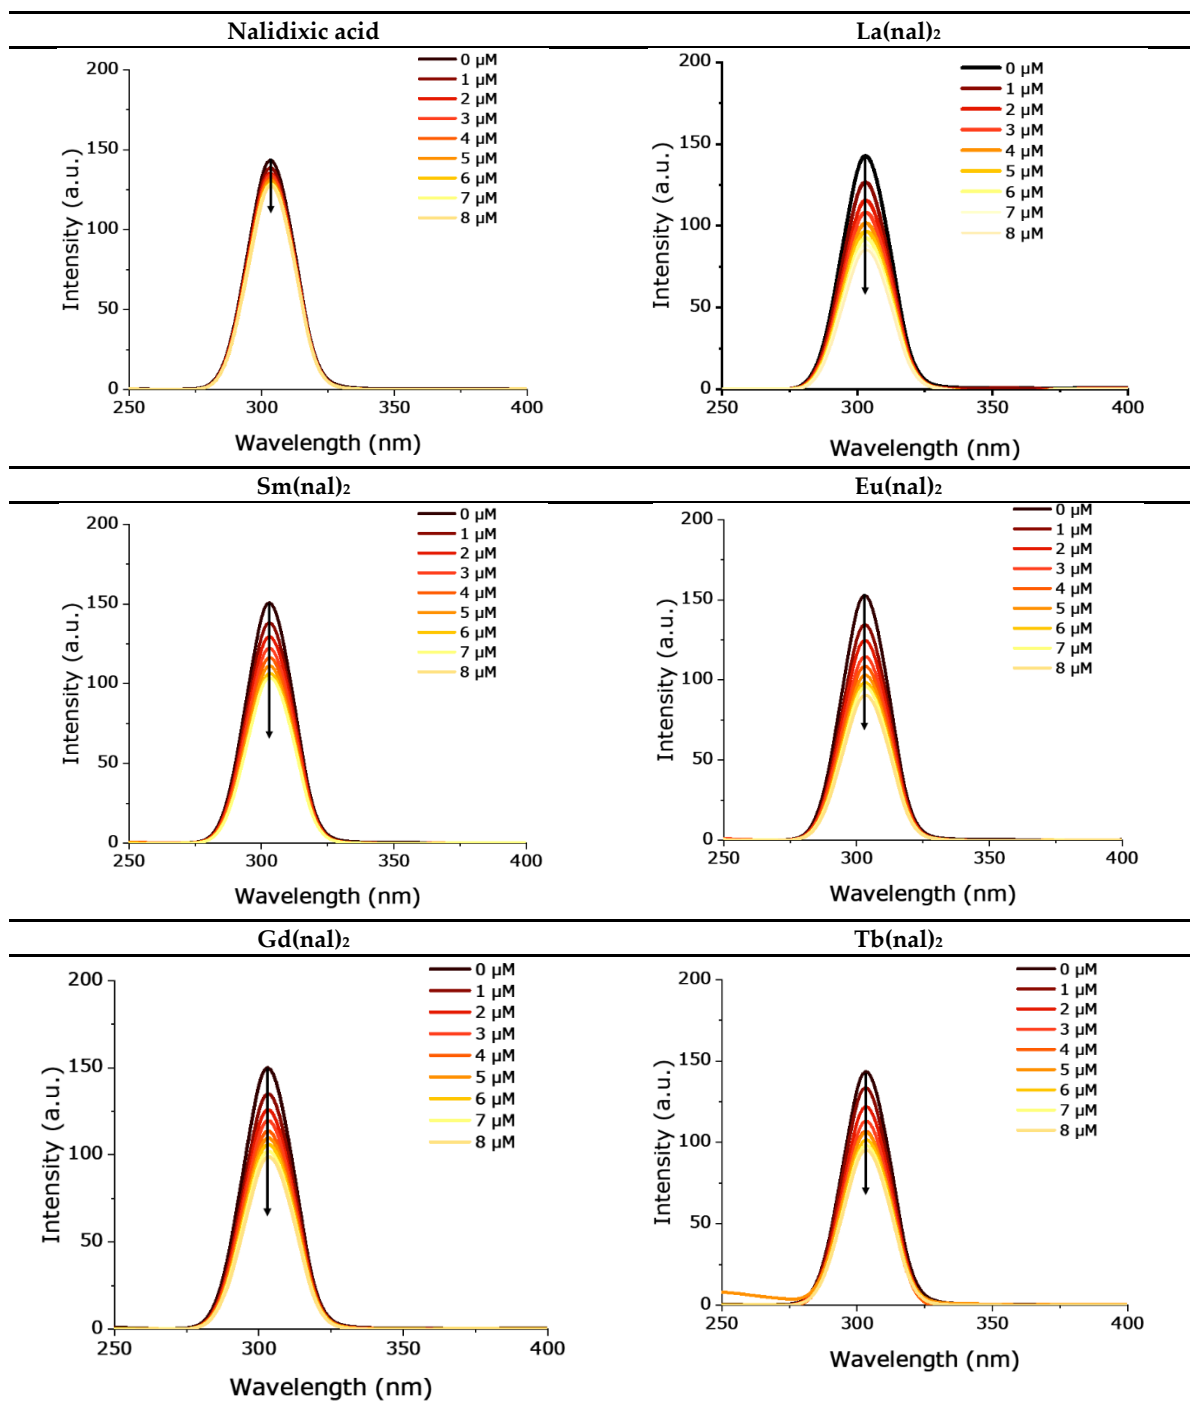 Nalidixic acid
La(nal)₂
200
150
100
50
0
250
300
350
400
Intensity (a.u.)
Wavelength (nm)
0 μM
1 μM
2 μM
3 μM
4 μM
5 μM
6 μM
7 μM
8 μM
200
150
100
50
0
250
300
350
400
Intensity (a.u.)
Wavelength (nm)
0 μM
1 μM
2 μM
3 μM
4 μM
5 μM
6 μM
7 μM
8 μM
Sm(nal)₂
Eu(nal)₂
200
150
100
50
0
250
300
350
400
Intensity (a.u.)
Wavelength (nm)
0 μM
1 μM
2 μM
3 μM
4 μM
5 μM
6 μM
7 μM
8 μM
200
150
100
50
0
250
300
350
400
Intensity (a.u.)
Wavelength (nm)
0 μM
1 μM
2 μM
3 μM
4 μM
5 μM
6 μM
7 μM
8 μM
Gd(nal)₂
Tb(nal)₂
200
150
100
50
0
250
300
350
400
Intensity (a.u.)
Wavelength (nm)
0 μM
1 μM
2 μM
3 μM
4 μM
5 μM
6 μM
7 μM
8 μM
200
150
100
50
0
250
300
350
400
Intensity (a.u.)
Wavelength (nm)
0 μM
1 μM
2 μM
3 μM
4 μM
5 μM
6 μM
7 μM
8 μM